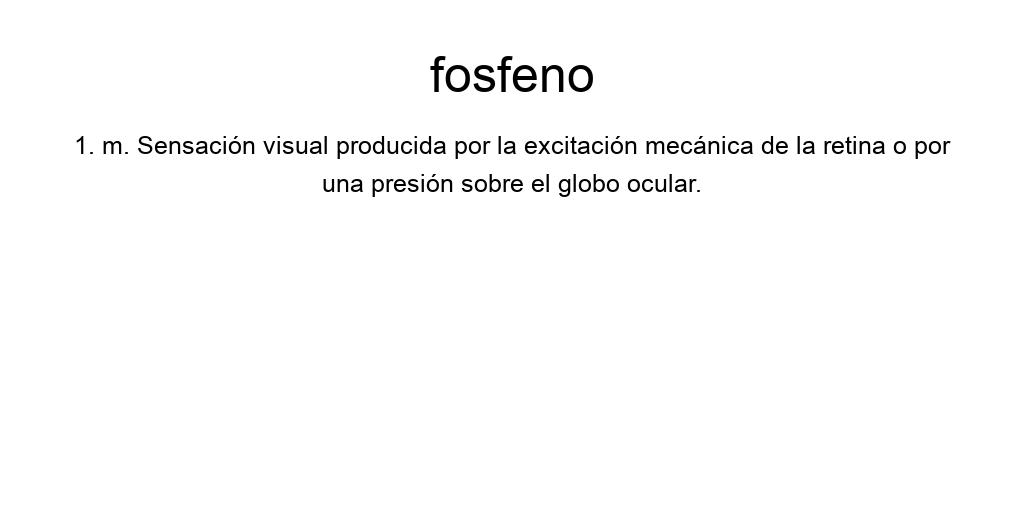 fosfeno
1. m. Sensación visual producida por la excitación mecánica de la retina o por
una presión sobre el globo ocular.